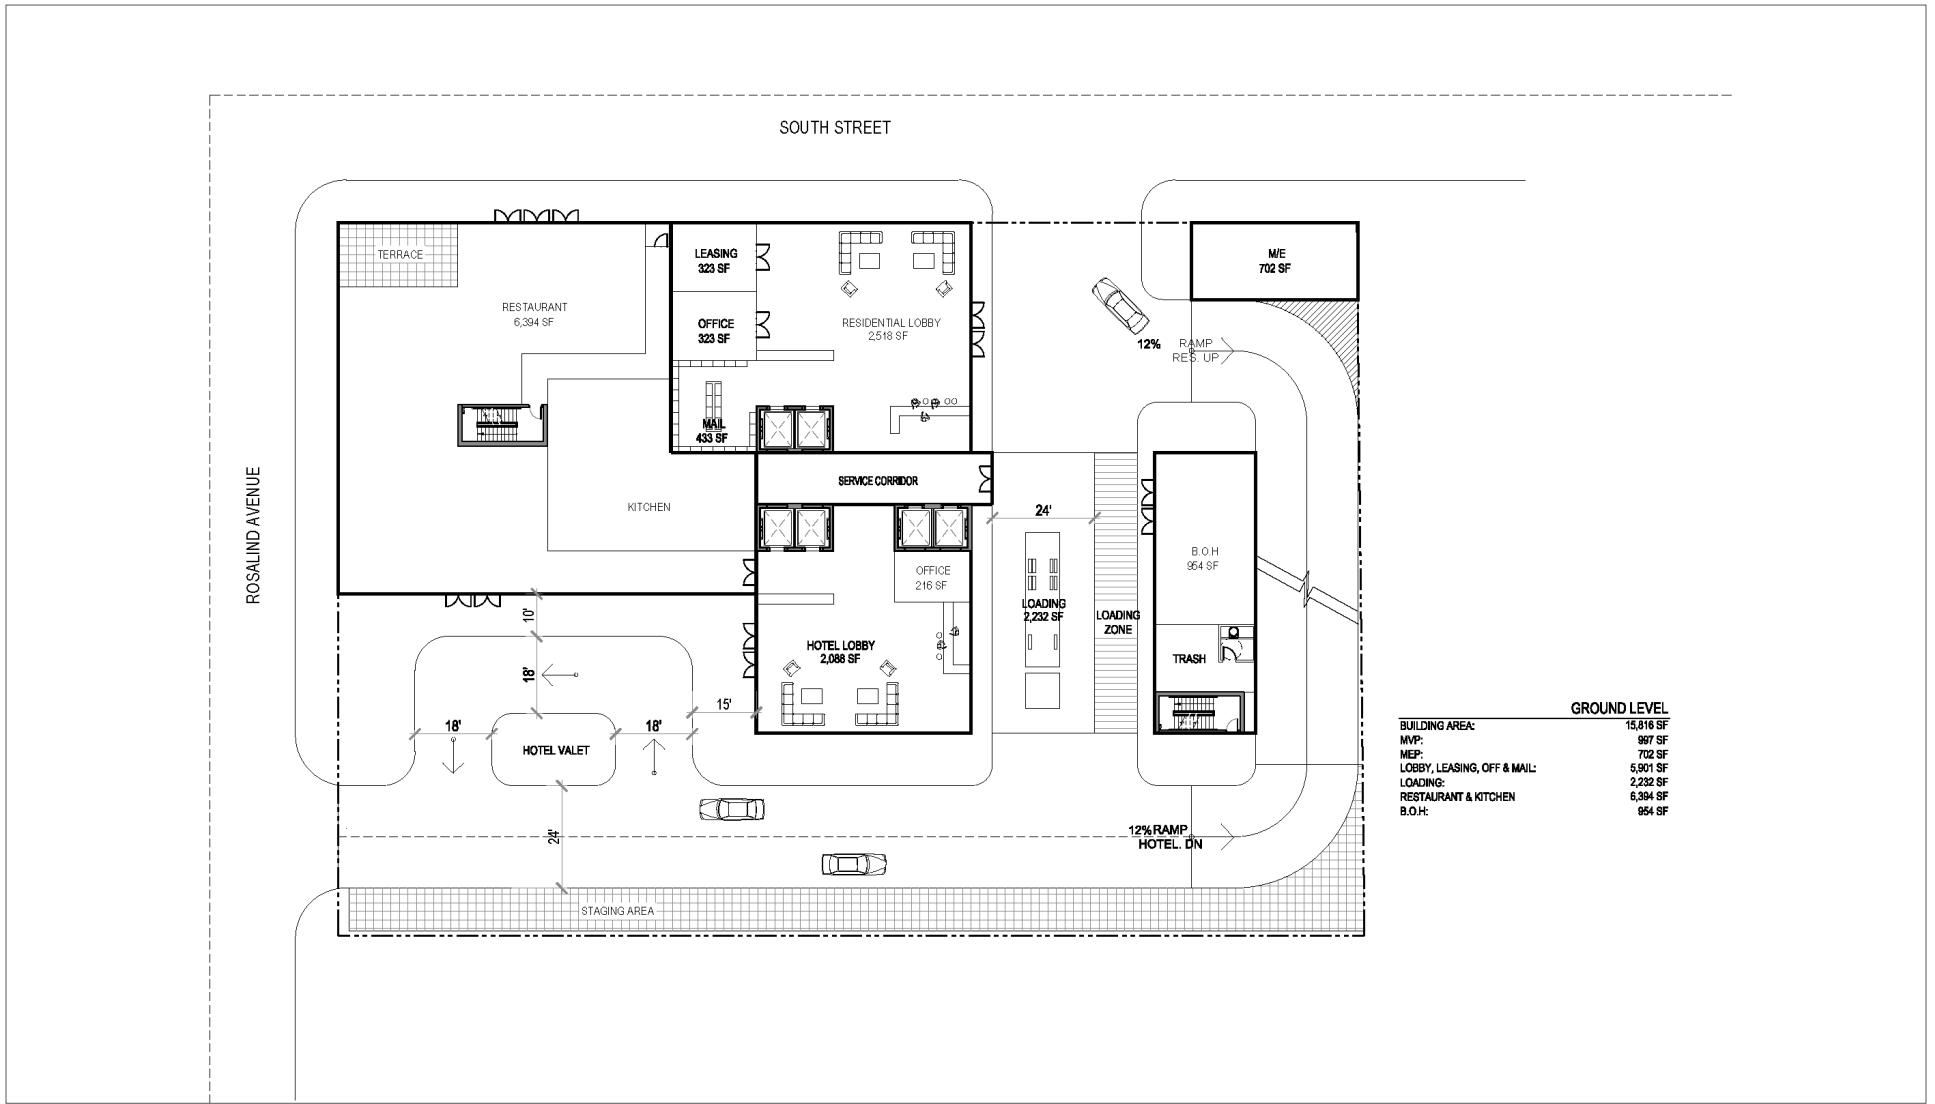 SOUTH STREET
ROSALIND AVENUE
TERRACE
RESTAURANT
6,394 SF
LEASING
323 SF
OFFICE
323 SF
MAIL
433 SF
RESIDENTIAL LOBBY
2,518 SF
M/E
702 SF
12%
RAMP
RES. UP
KITCHEN
SERVICE CORRIDOR
24'
B.O.H
954 SF
OFFICE
216 SF
LOADING
2,232 SF
LOADING
ZONE
10'
HOTEL LOBBY
2,088 SF
TRASH
18'
15'
18'
18'
HOTEL VALET
24'
12% RAMP
HOTEL. DN
STAGING AREA
GROUND LEVEL
BUILDING AREA: 15,816 SF
MVP: 997 SF
MEP: 702 SF
LOBBY, LEASING, OFF & MAIL: 5,901 SF
LOADING: 2,232 SF
RESTAURANT & KITCHEN 6,394 SF
B.O.H: 954 SF